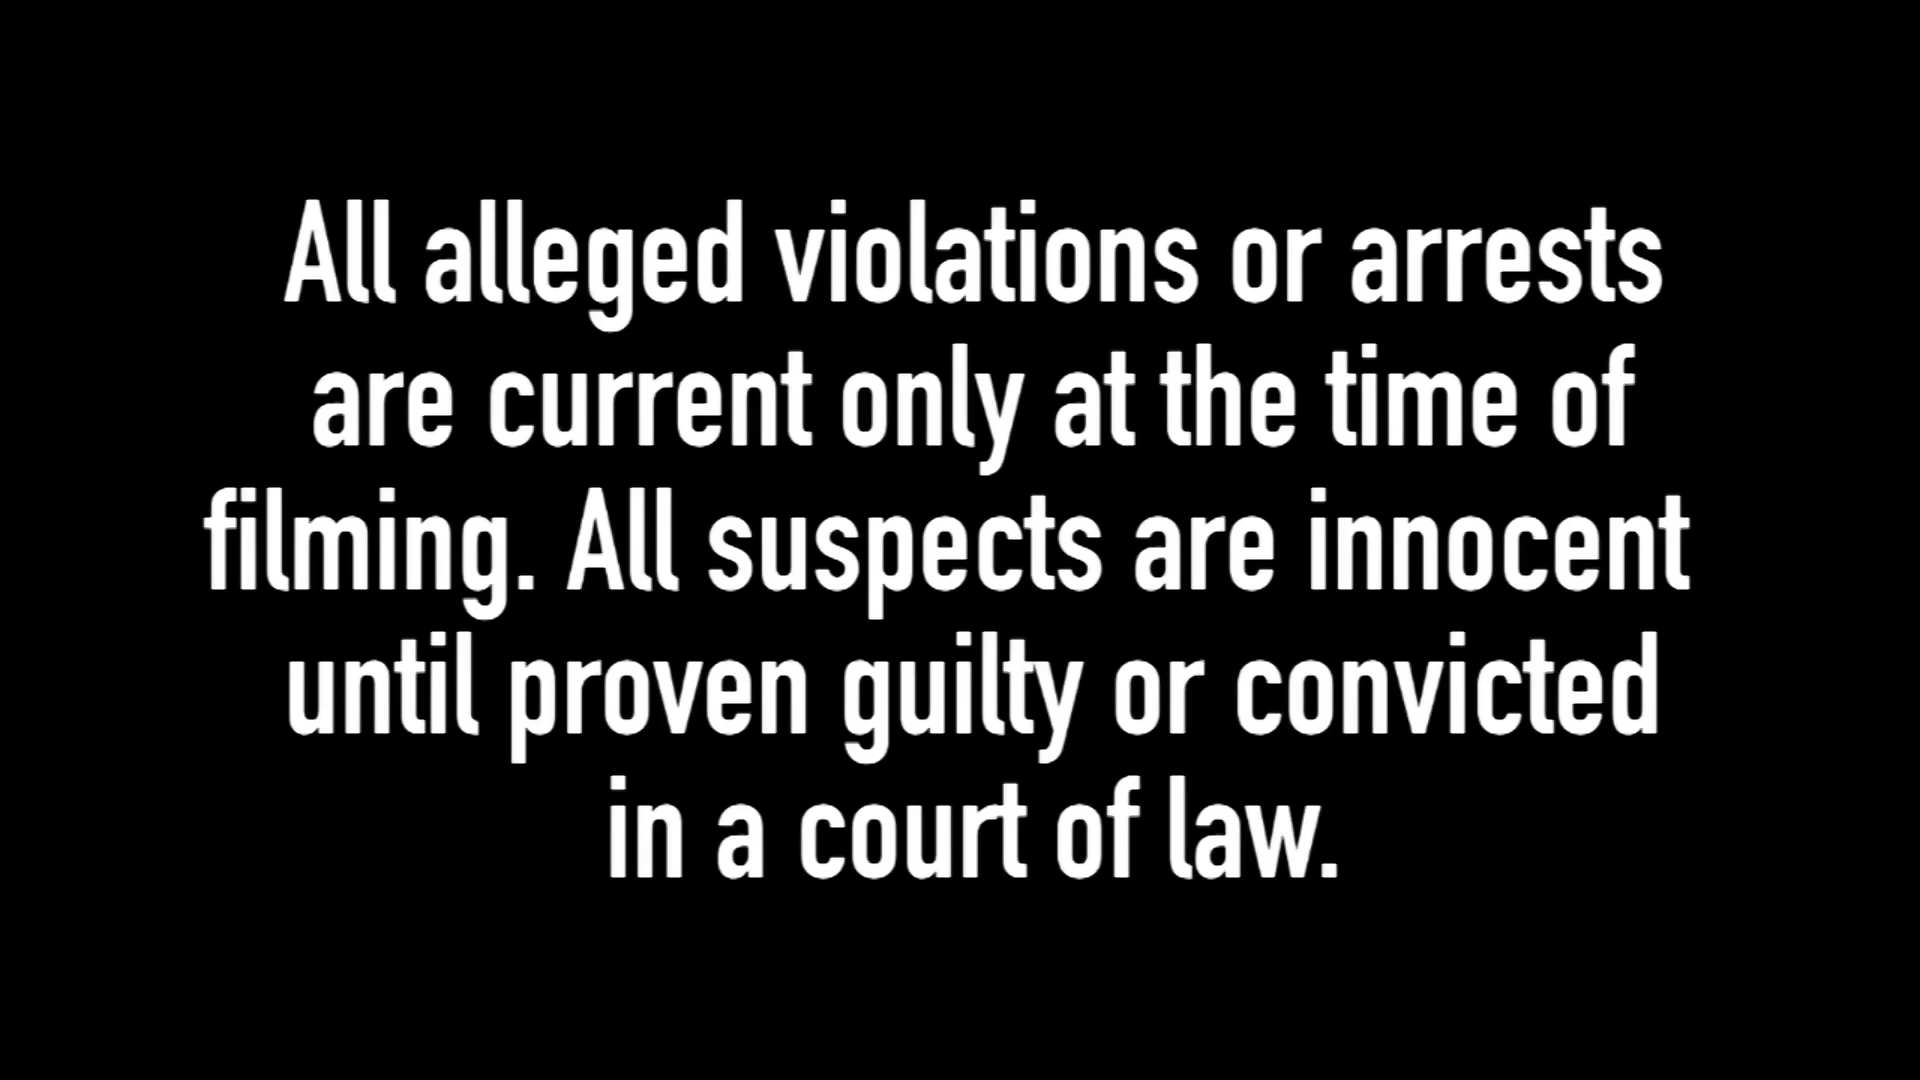 All alleged violations or arrests
are current only at the time of
filming. All suspects are innocent
until proven guilty or convicted
in a court of law.